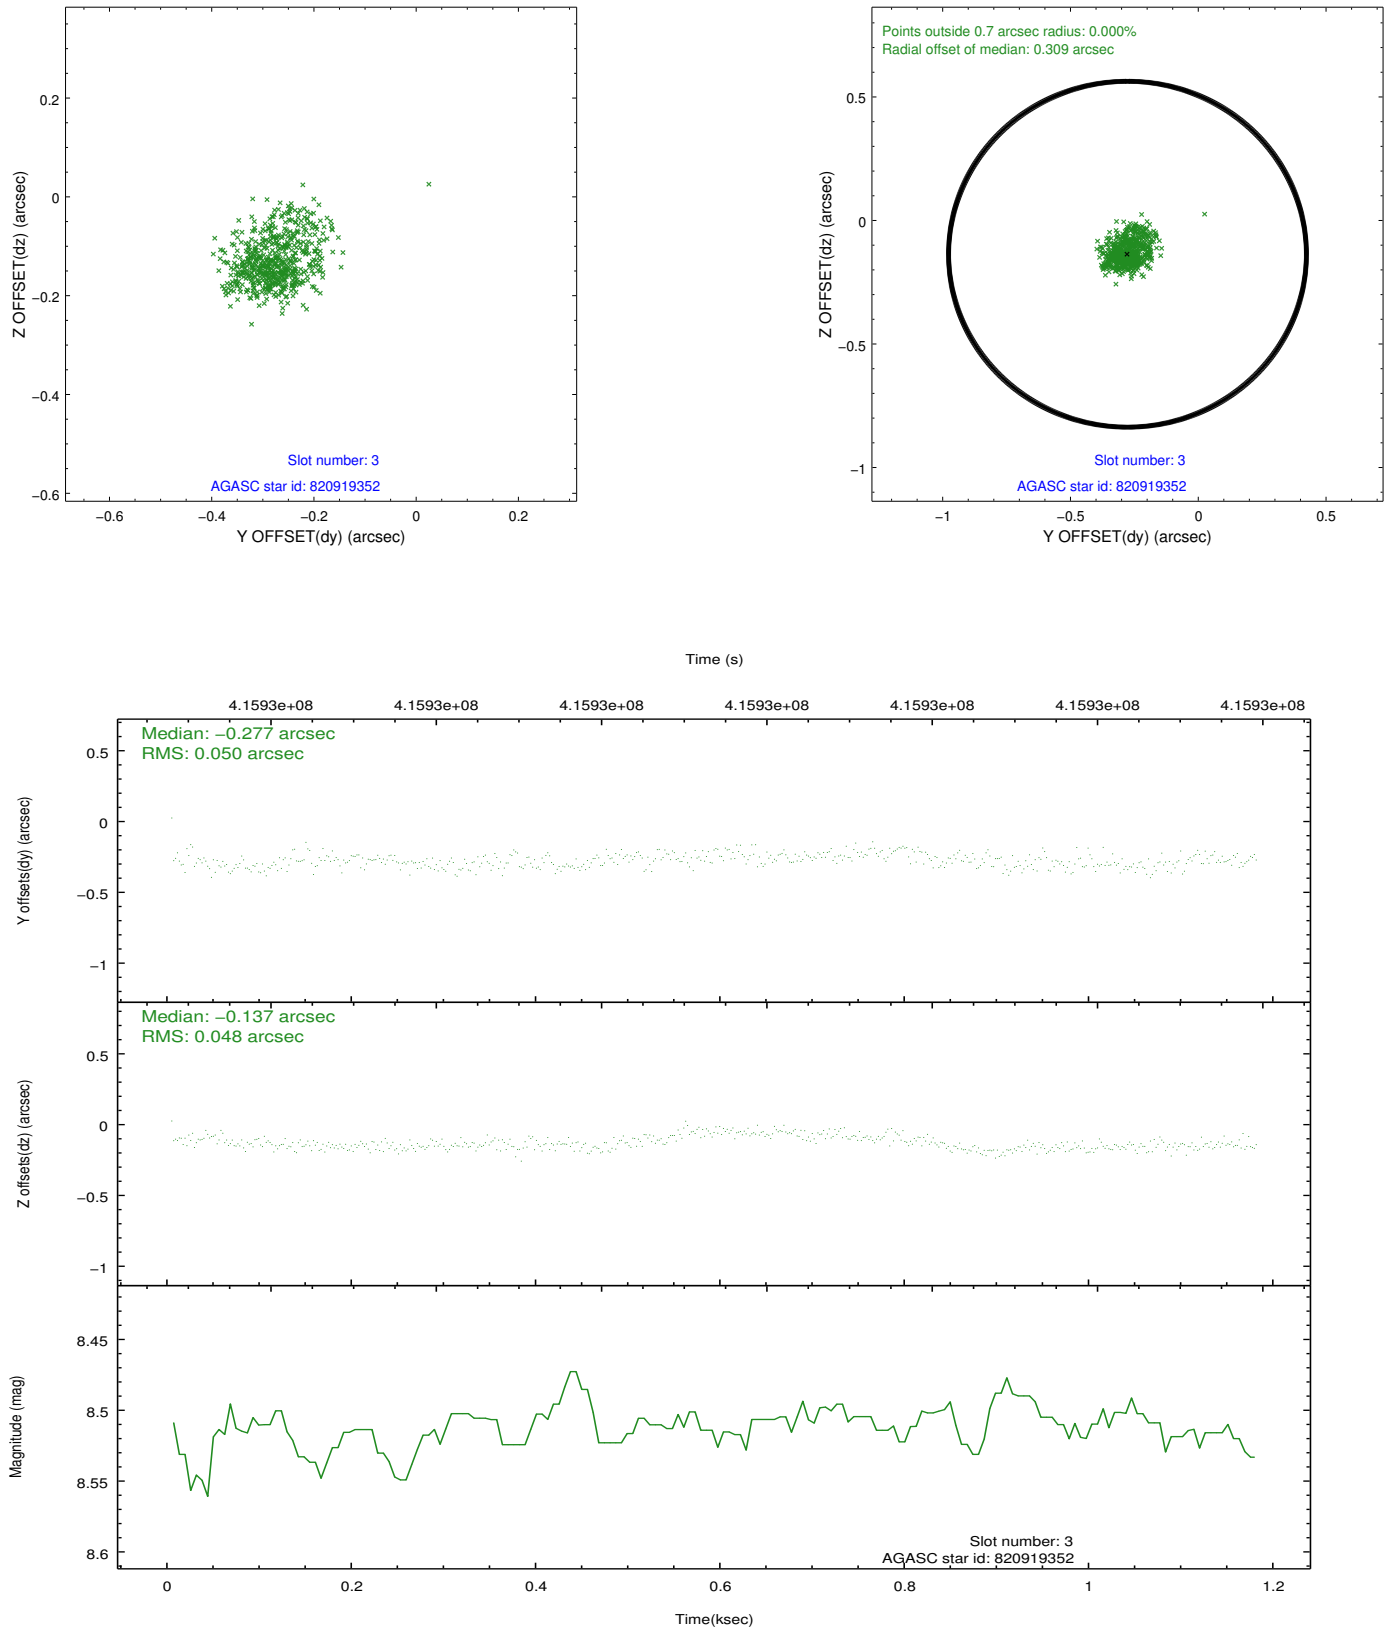 0.2
0
−0.2
−0.4
−0.6
Z OFFSET(dz) (arcsec)
Slot number: 3
AGASC star id: 820919352
−0.6
−0.4
−0.2
0
0.2
Y OFFSET(dy) (arcsec)
Points outside 0.7 arcsec radius: 0.000%
Radial offset of median: 0.309 arcsec
0.5
0
−0.5
−1
Z OFFSET(dz) (arcsec)
Slot number: 3
AGASC star id: 820919352
−1
−0.5
0
0.5
Y OFFSET(dy) (arcsec)
Time (s)
4.1593e+08
4.1593e+08
4.1593e+08
4.1593e+08
4.1593e+08
4.1593e+08
4.1593e+08
Median: −0.277 arcsec
RMS: 0.050 arcsec
0.5
0
−0.5
−1
Y offsets(dy) (arcsec)
Median: −0.137 arcsec
RMS: 0.048 arcsec
0.5
0
−0.5
−1
Z offsets(dz) (arcsec)
8.45
8.5
8.55
8.6
Magnitude (mag)
Slot number: 3
AGASC star id: 820919352
0
0.2
0.4
0.6
0.8
1
1.2
Time(ksec)